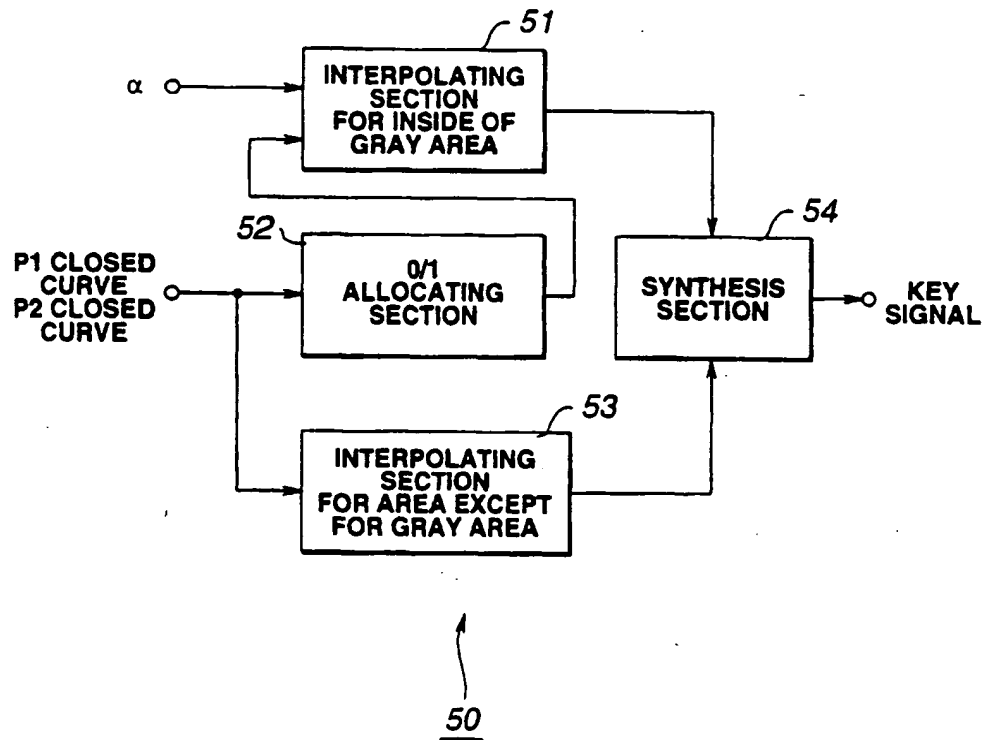 51
INTERPOLATING
SECTION
FOR INSIDE OF
GRAY AREA
α
52
0/1
ALLOCATING
SECTION
P1 CLOSED
CURVE
P2 CLOSED
CURVE
54
SYNTHESIS
SECTION
KEY
SIGNAL
53
INTERPOLATING
SECTION
FOR AREA EXCEPT
FOR GRAY AREA
50